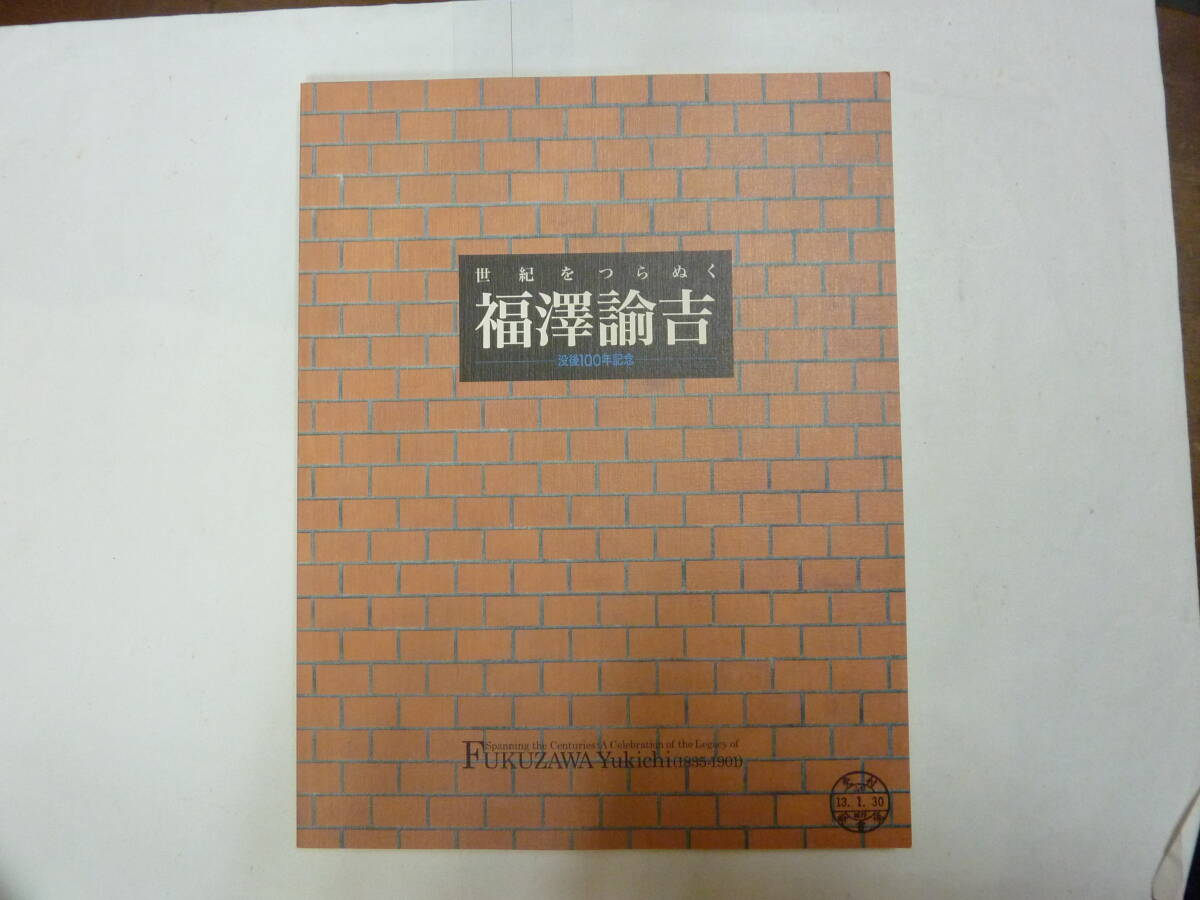 世紀をつらぬく
福澤諭吉
没後100年記念
Spanning the Centuries: A Celebration of the Legacy of
FUKUZAWA Yukichi (1835-1901)
13. 1. 30